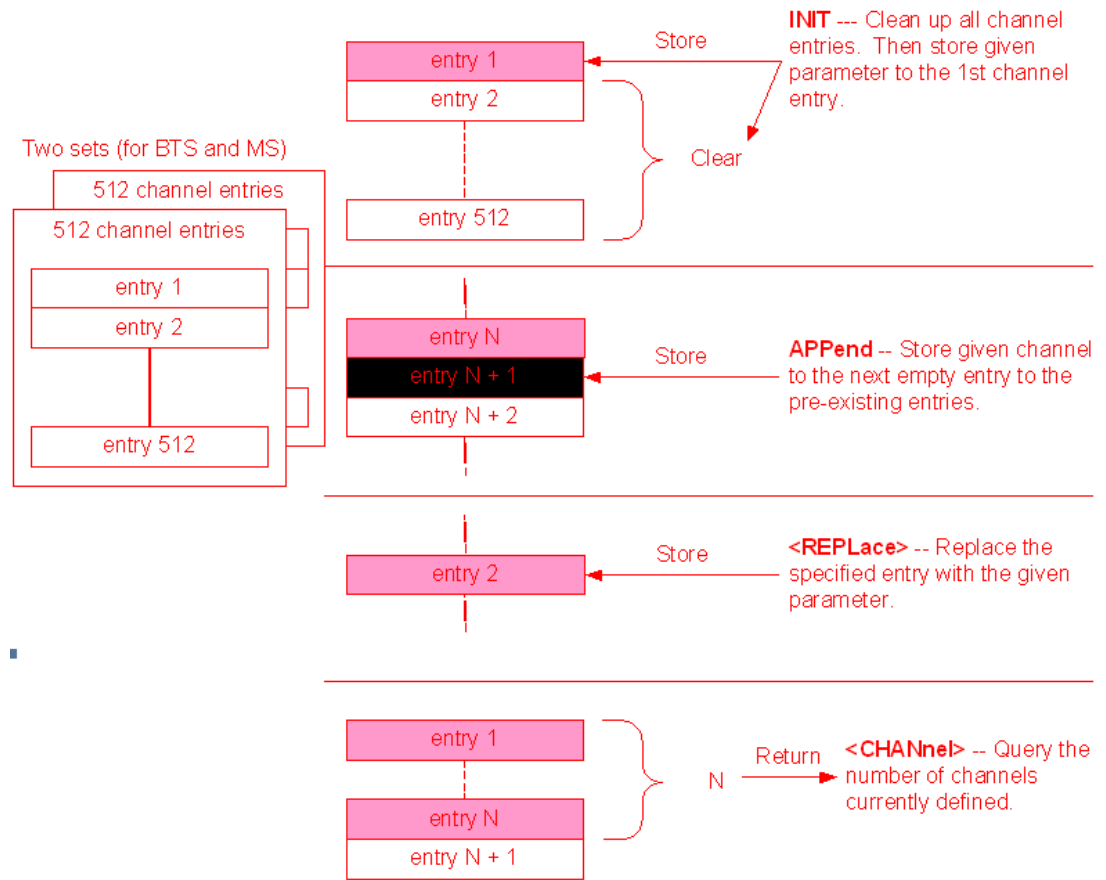 Two sets (for BTS and MS)
512 channel entries
512 channel entries
entry 1
entry 2
entry 512
entry 1
entry 2
entry 512
Store
Clear
INIT --- Clean up all channel
entries. Then store given
parameter to the 1st channel
entry.
entry N
entry N + 1
entry N + 2
Store
APPend -- Store given channel
to the next empty entry to the
pre-existing entries.
entry 2
Store
<REPLace> -- Replace the
specified entry with the given
parameter.
entry 1
entry N
entry N + 1
N
Return
<CHANnel> -- Query the
number of channels
currently defined.